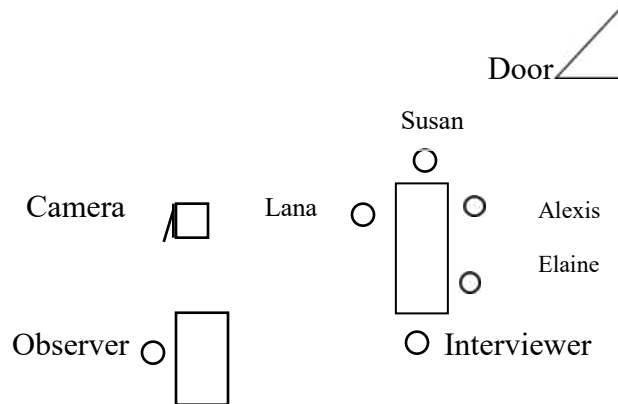 Door
Susan
Camera
Lana
Alexis
Elaine
Observer
Interviewer